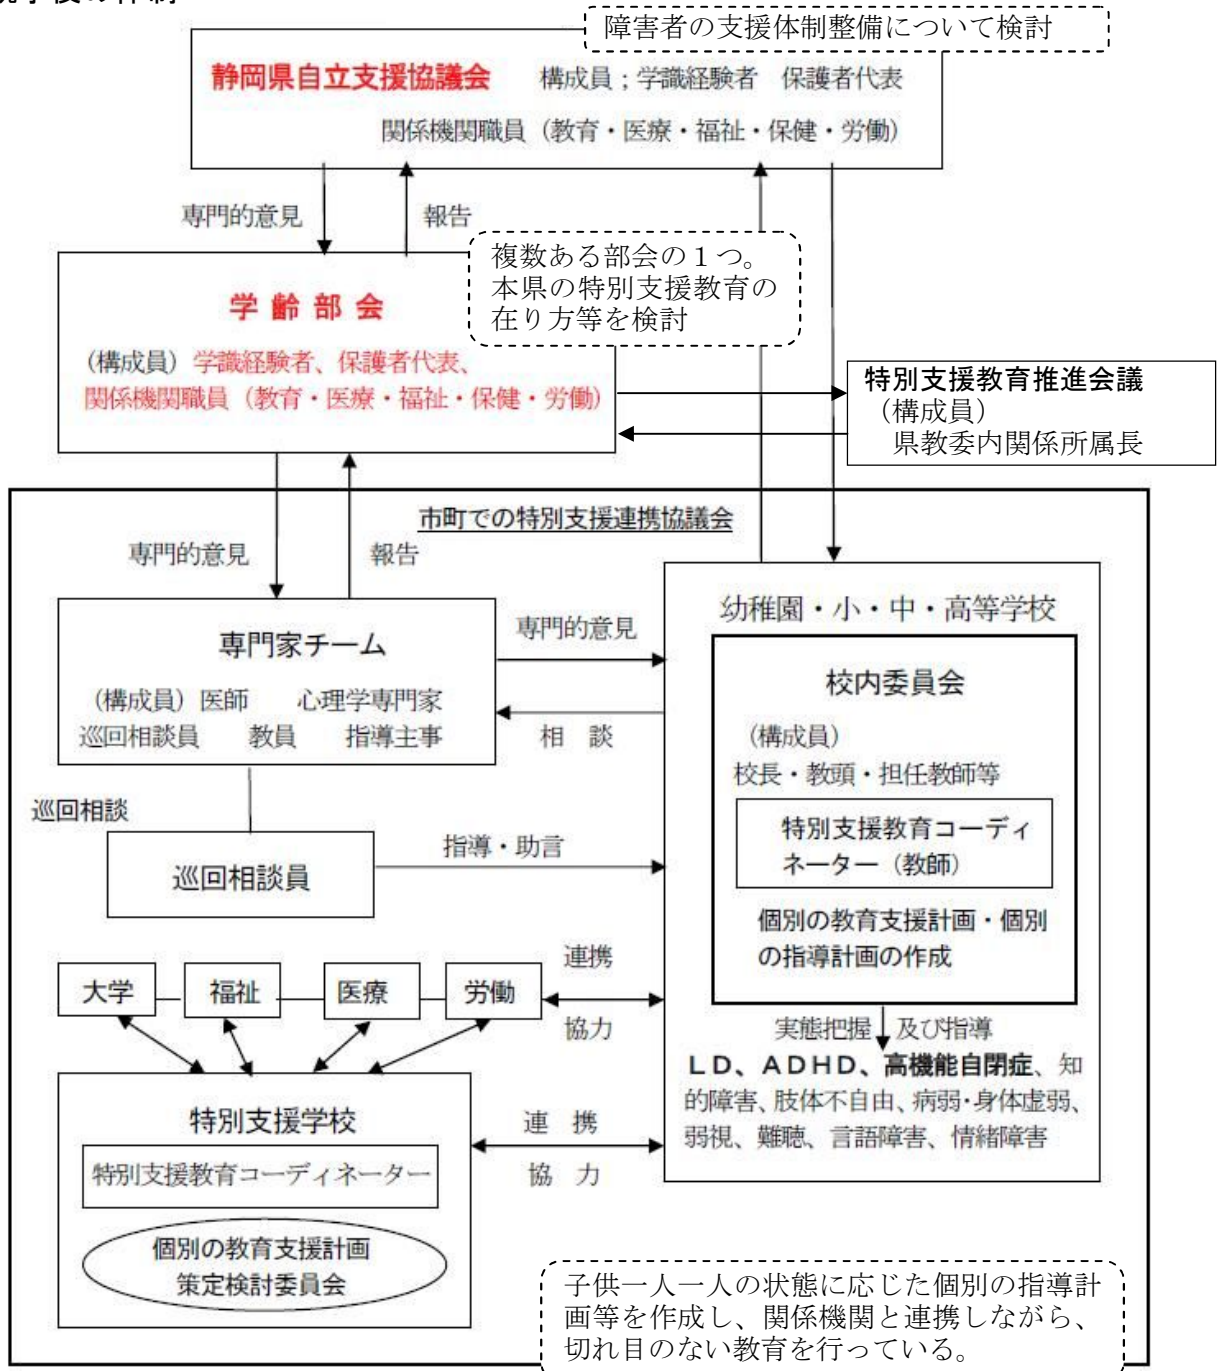 障害者の支援体制整備について検討
静岡県自立支援協議会　構成員；学識経験者　保護者代表
関係機関職員（教育・医療・福祉・保健・労働）
専門的意見
報告
複数ある部会の１つ。
本県の特別支援教育の
在り方等を検討
学 齢 部 会
（構成員）学識経験者、保護者代表、
関係機関職員（教育・医療・福祉・保健・労働）
特別支援教育推進会議
（構成員）
県教委内関係所属長
市町での特別支援連携協議会
専門的意見
報告
専門家チーム
（構成員）医師　心理学専門家
巡回相談員　教員　指導主事
専門的意見
相　談
巡回相談
巡回相談員
指導・助言
幼稚園・小・中・高等学校
校内委員会
（構成員）
校長・教頭・担任教師等
特別支援教育コーディ
ネーター（教師）
個別の教育支援計画・個別
の指導計画の作成
実態把握　及び指導
ＬＤ、ＡＤＨＤ、高機能自閉症、知
的障害、肢体不自由、病弱・身体虚弱、
弱視、難聴、言語障害、情緒障害
大学
福祉
医療
労働
連携
協力
特別支援学校
特別支援教育コーディネーター
個別の教育支援計画
策定検討委員会
連　携
協　力
子供一人一人の状態に応じた個別の指導計
画等を作成し、関係機関と連携しながら、
切れ目のない教育を行っている。